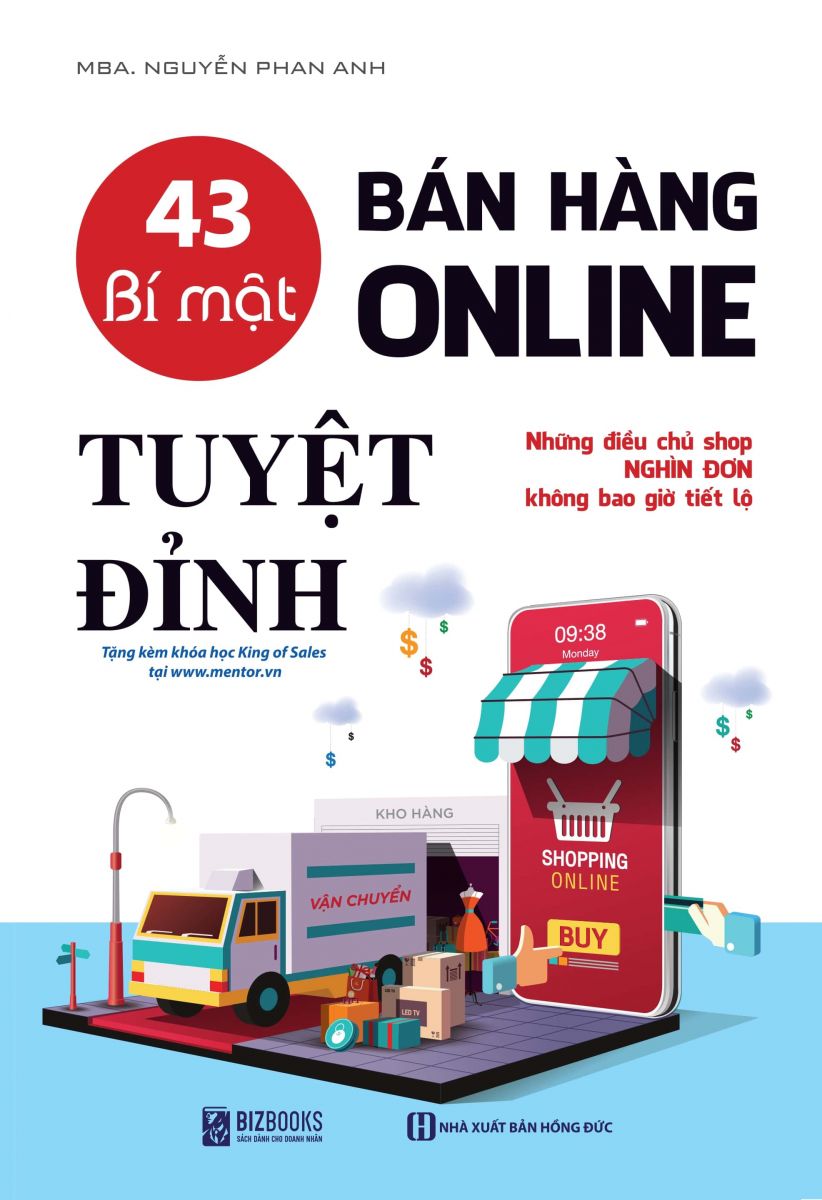 MBA. NGUYỄN PHAN ANH
43
Bí mật
BÁN HÀNG
ONLINE
TUYỆT
ĐỈNH
Những điều chủ shop
NGHÌN ĐƠN
không bao giờ tiết lộ
Tặng kèm khóa học King of Sales
tại www.mentor.vn
$
$
$
$
$
$
$
$
09:38
Monday
KHO HÀNG
SHOPPING
ONLINE
VẬN CHUYỂN
BUY
LED TV
BIZBOOKS
SÁCH DÀNH CHO DOANH NHÂN
NHÀ XUẤT BẢN HỒNG ĐỨC